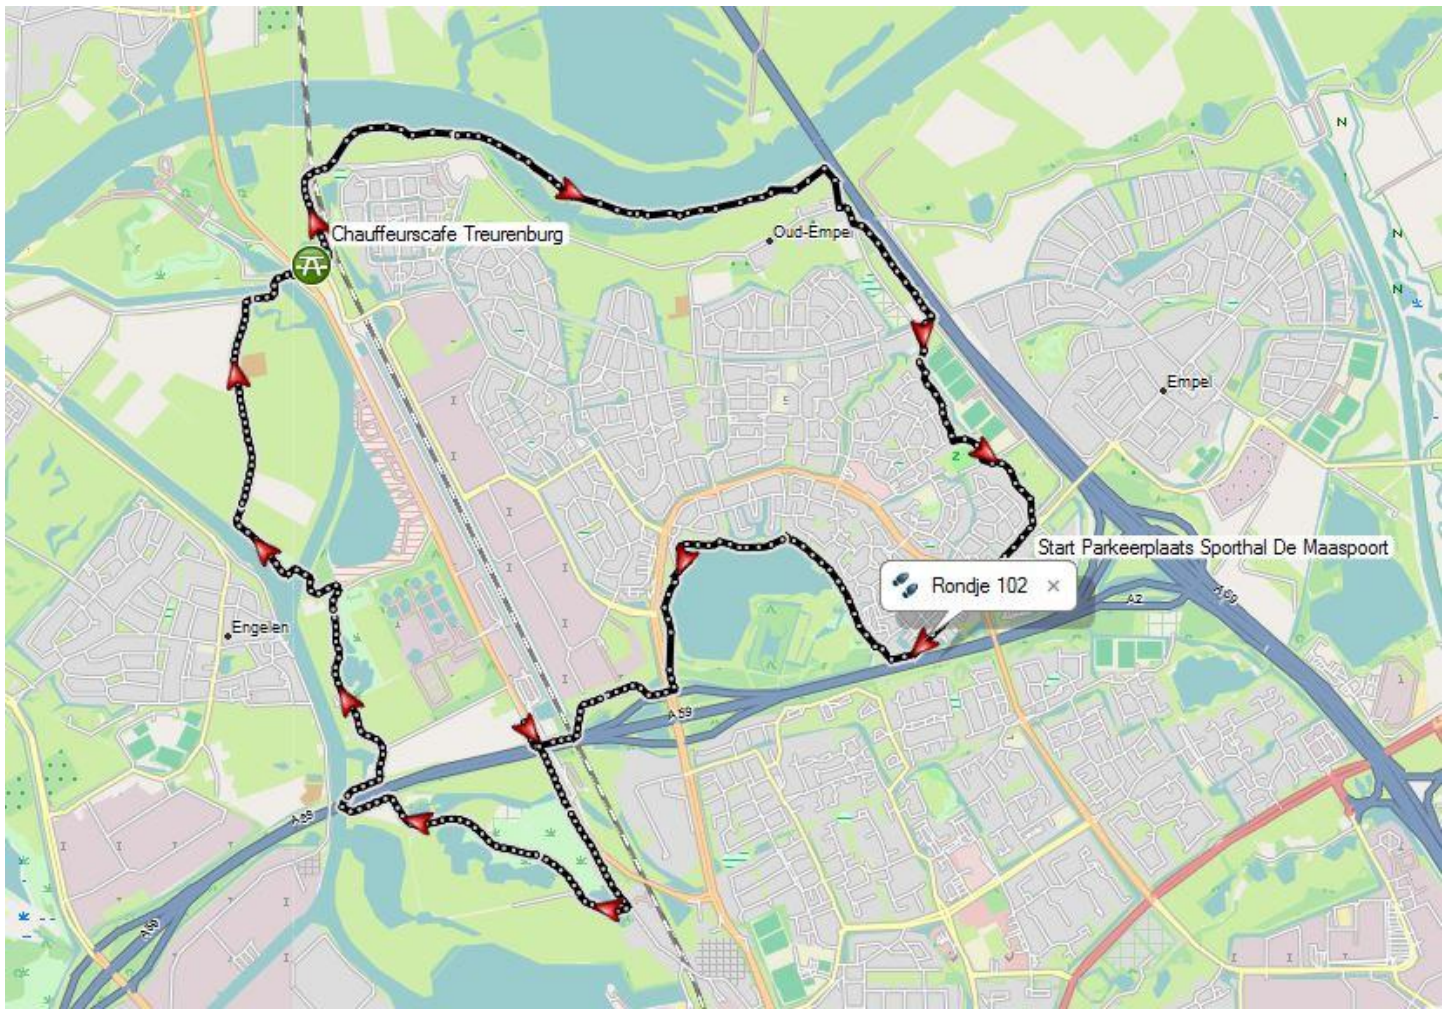 Chauffeurscafe Treurenburg
Oud-Empel
Empel
Start Parkeerplaats Sporthal De Maaspoort
Rondje 102 ×
A2
A59
Engelen
A59
A59
A59